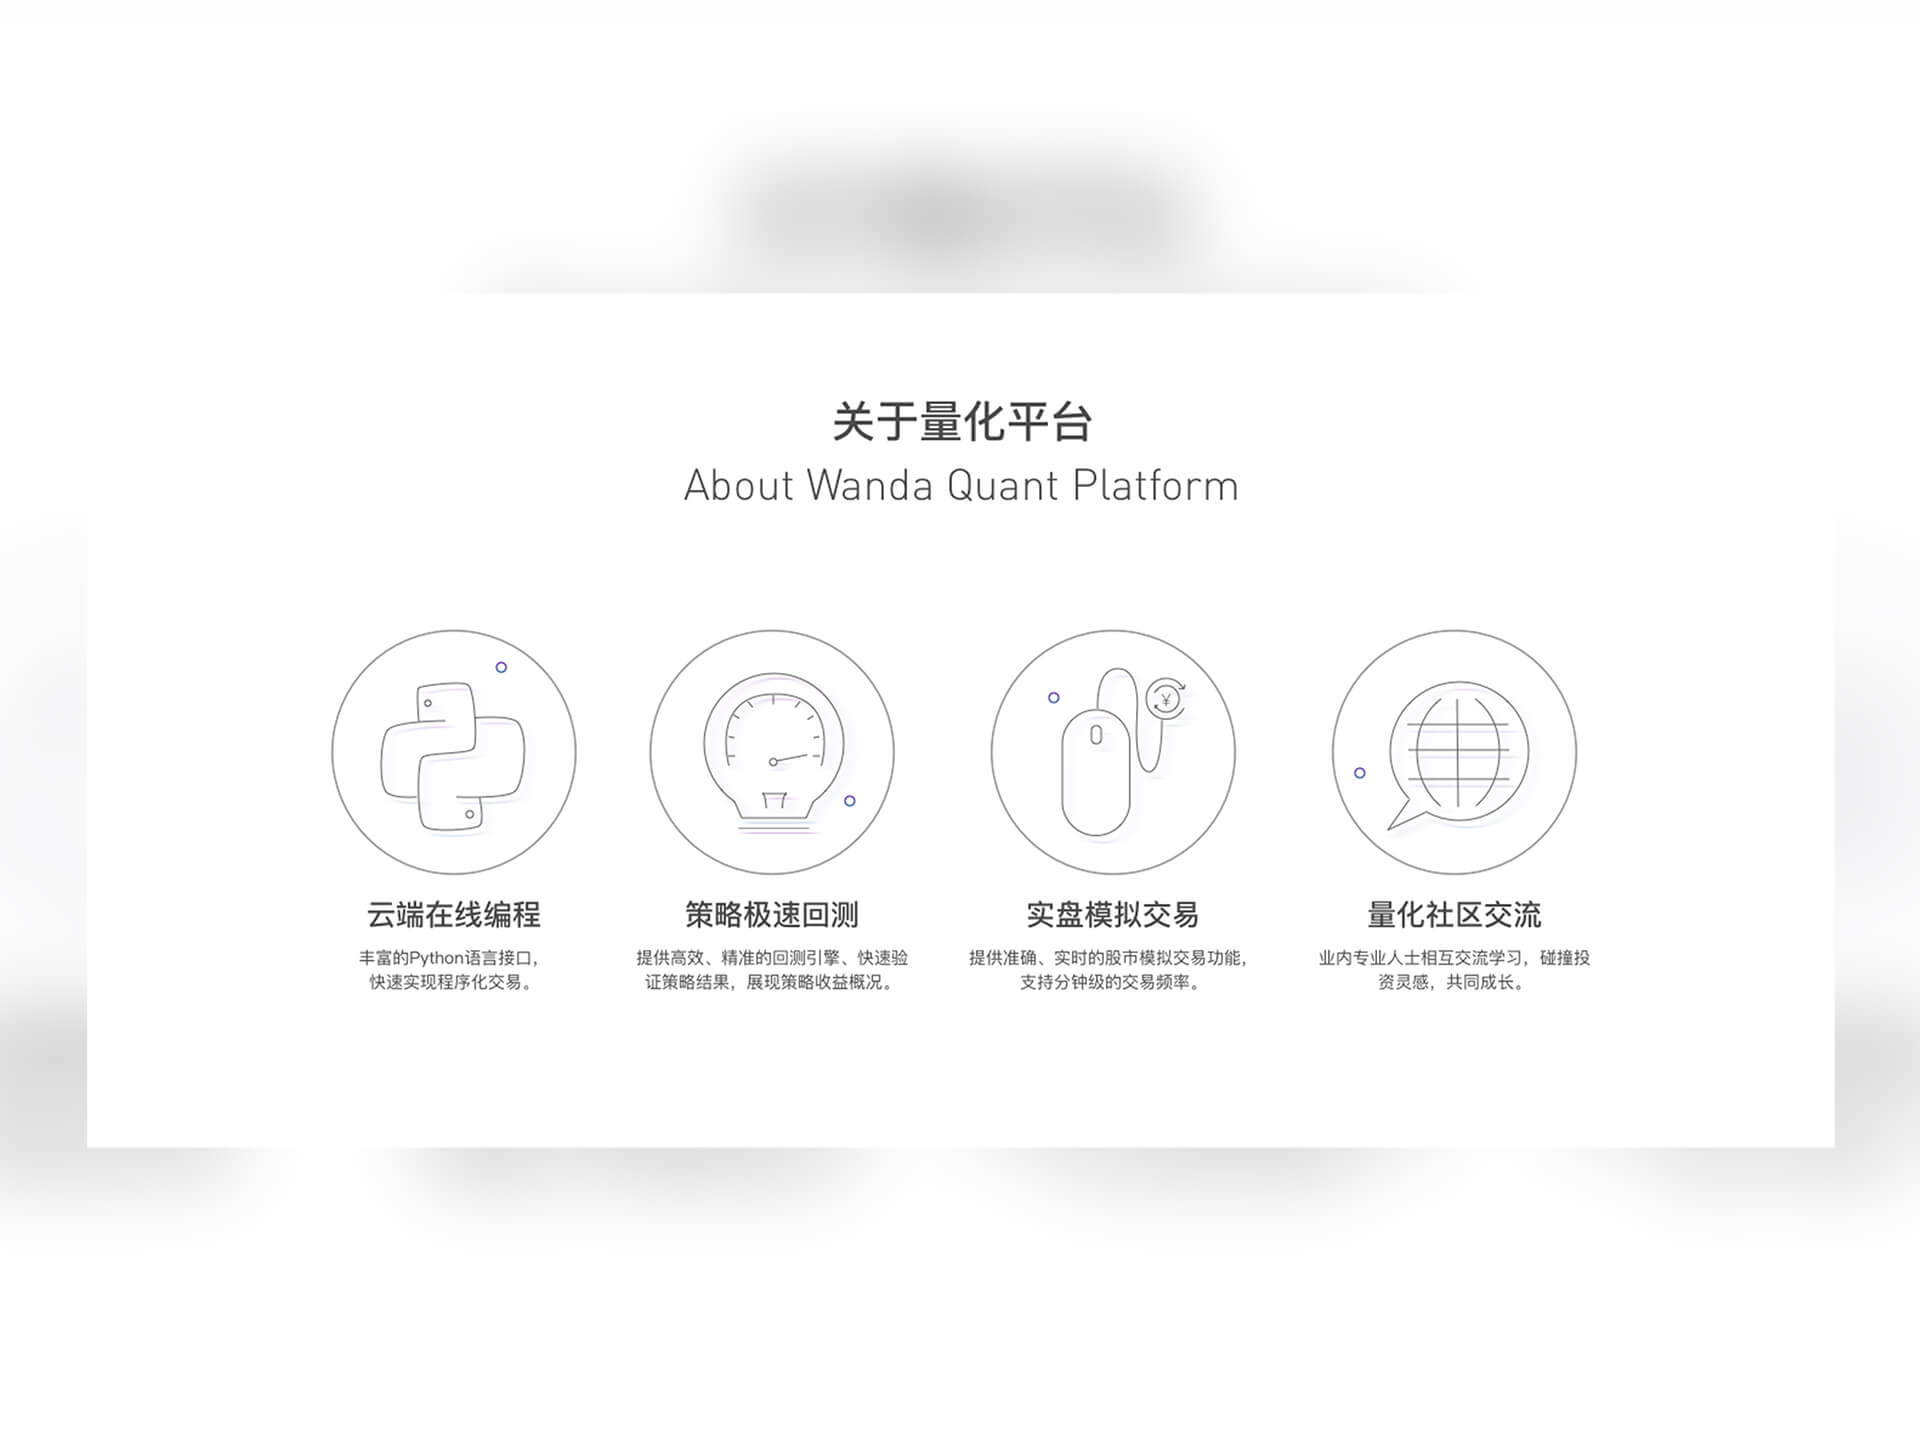 关于量化平台
About Wanda Quant Platform
¥
云端在线编程
丰富的Python语言接口，
快速实现程序化交易。
策略极速回测
提供高效、精准的回测引擎、快速验
证策略结果，展现策略收益概况。
实盘模拟交易
提供准确、实时的股市模拟交易功能，
支持分钟级的交易频率。
量化社区交流
业内专业人士相互交流学习，碰撞投
资灵感，共同成长。